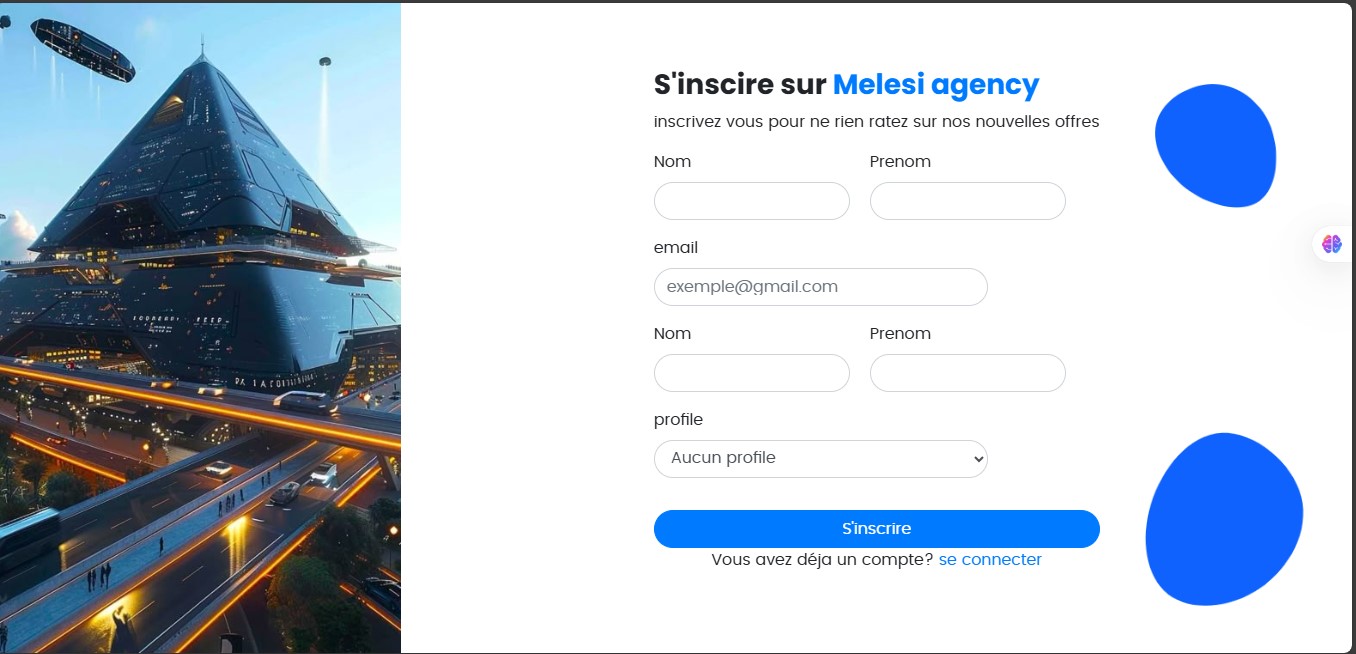 S'inscire sur Melesi agency
inscrivez vous pour ne rien ratez sur nos nouvelles offres
Nom Prenom
email
exemple@gmail.com
Nom Prenom
profile
Aucun profile
S'inscrire
Vous avez déja un compte? se connecter